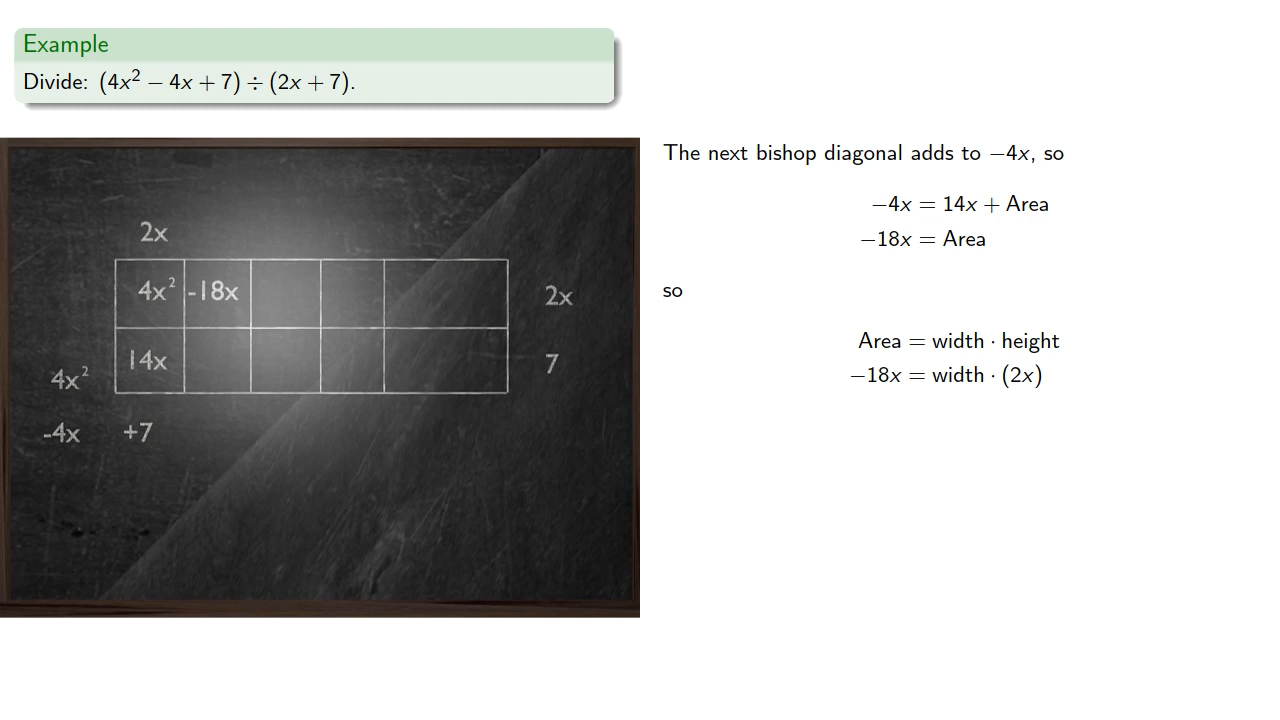 Example
Divide: (4x² − 4x + 7) ÷ (2x + 7).
The next bishop diagonal adds to −4x, so
−4x = 14x + Area
−18x = Area
so
Area = width · height
−18x = width · (2x)
2x
4x² -18x 2x
14x 7
4x²
-4x +7